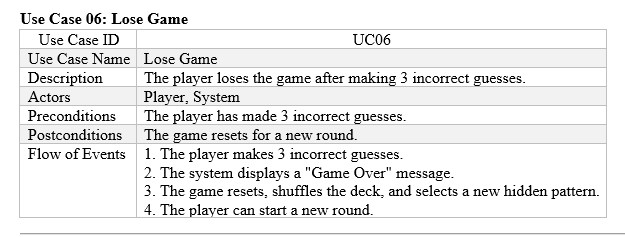 Use Case 06: Lose Game
Use Case ID UC06
Use Case Name Lose Game
Description The player loses the game after making 3 incorrect guesses.
Actors Player, System
Preconditions The player has made 3 incorrect guesses.
Postconditions The game resets for a new round.
Flow of Events 1. The player makes 3 incorrect guesses.
2. The system displays a "Game Over" message.
3. The game resets, shuffles the deck, and selects a new hidden pattern.
4. The player can start a new round.